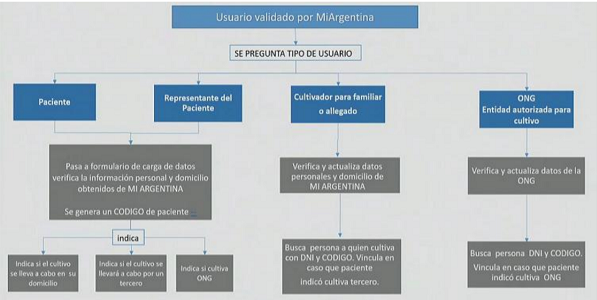 Usuario validado por MiArgentina
SE PREGUNTA TIPO DE USUARIO
Paciente
Representante del
Paciente
Cultivador para familiar
o allegado
ONG
Entidad autorizada para
cultivo
Pasa a formulario de carga de datos
verifica la información personal y domicilio
obtenidos de MI ARGENTINA
Se genera un CODIGO de paciente
Verifica y actualiza datos
personales y domicilio de
MI ARGENTINA
Verifica y actualiza datos de la
ONG
indica
Indica si el cultivo
se lleva a cabo en su
domicilio
Indica si el cultivo se
llevará a cabo por un
tercero
Indica si cultiva
ONG
Busca persona a quien cultiva
con DNI y CODIGO. Vincula en
caso que paciente
indicó cultiva tercero.
Busca persona DNI y CODIGO.
Vincula en caso que paciente
indicó cultiva ONG